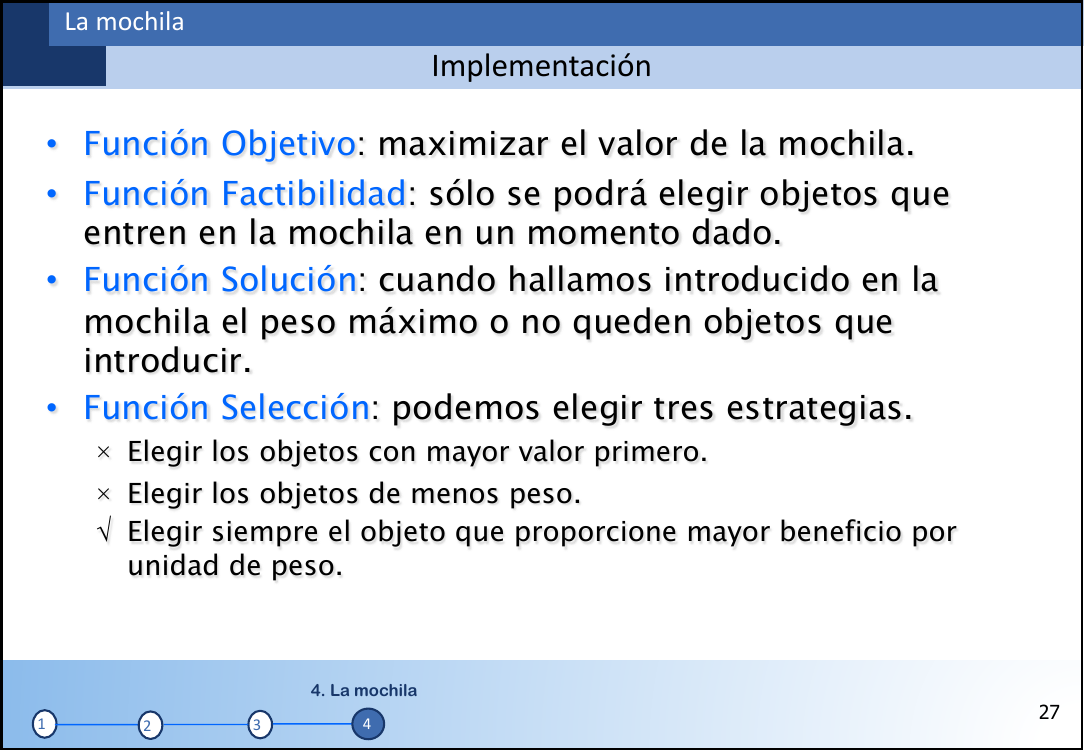 La mochila
Implementación
• Función Objetivo: maximizar el valor de la mochila.
• Función Factibilidad: sólo se podrá elegir objetos que
entren en la mochila en un momento dado.
• Función Solución: cuando hallamos introducido en la
mochila el peso máximo o no queden objetos que
introducir.
• Función Selección: podemos elegir tres estrategias.
× Elegir los objetos con mayor valor primero.
× Elegir los objetos de menos peso.
√ Elegir siempre el objeto que proporcione mayor beneficio por
unidad de peso.
4. La mochila
1 2 3 4
27